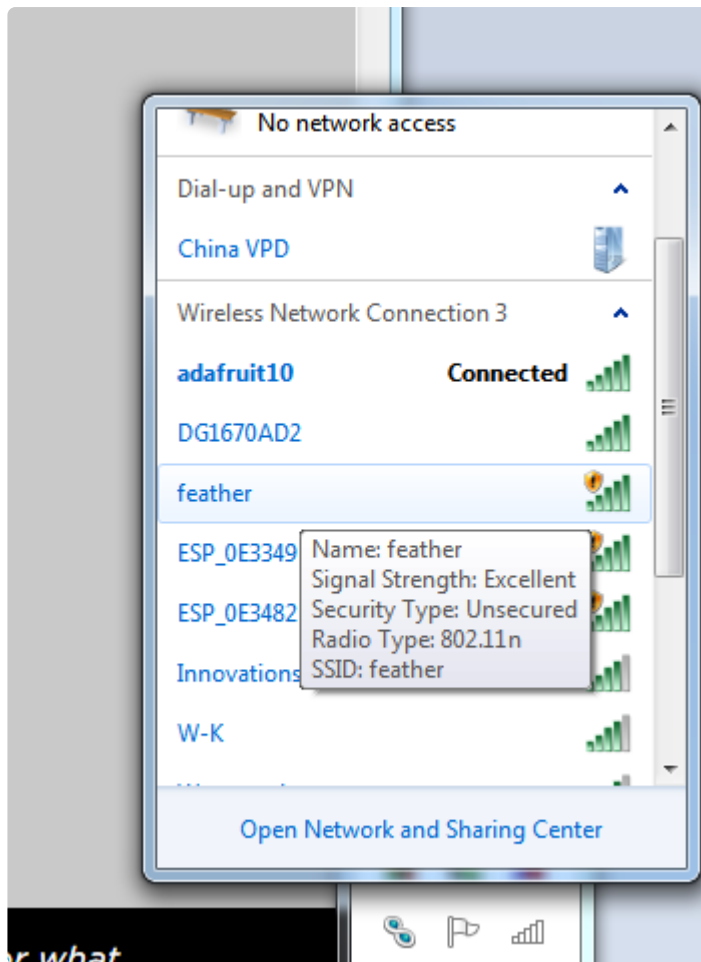 No network access
Dial-up and VPN
China VPD
Wireless Network Connection 3
adafruit10 Connected
DG1670AD2
feather
ESP_0E3349
ESP_0E3482
Name: feather
Signal Strength: Excellent
Security Type: Unsecured
Radio Type: 802.11n
SSID: feather
Innovations
W-K
Open Network and Sharing Center
what